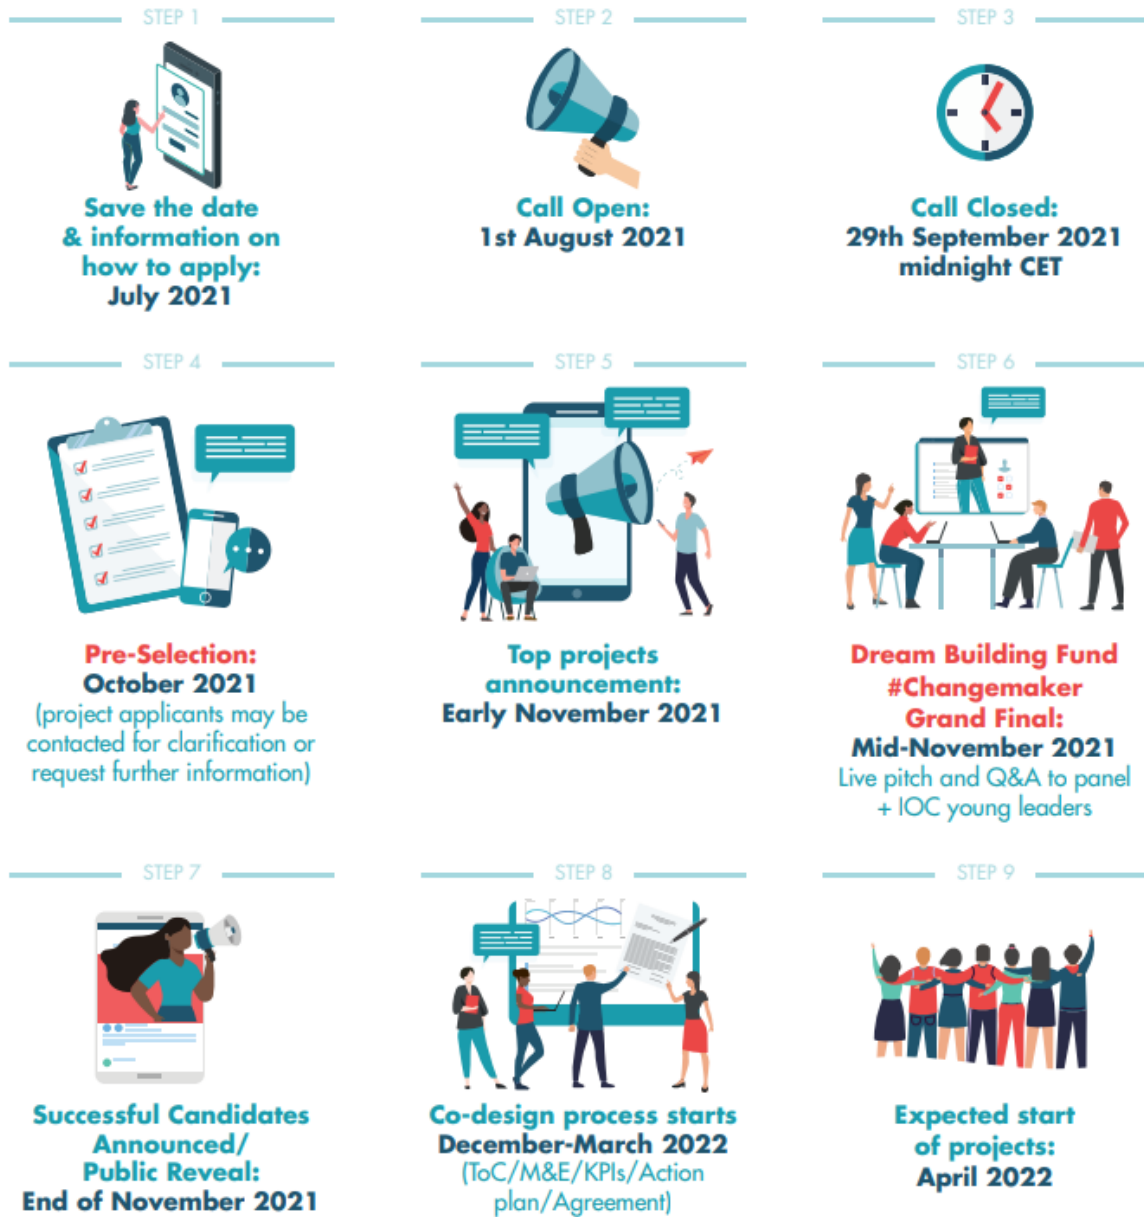 STEP 1
Save the date
& information on
how to apply:
July 2021
STEP 2
Call Open:
1st August 2021
STEP 3
Call Closed:
29th September 2021
midnight CET
STEP 4
Pre-Selection:
October 2021
(project applicants may be
contacted for clarification or
request further information)
STEP 5
Top projects
announcement:
Early November 2021
STEP 6
Dream Building Fund
#Changemaker
Grand Final:
Mid-November 2021
Live pitch and Q&A to panel
+ IOC young leaders
STEP 7
Successful Candidates
Announced/
Public Reveal:
End of November 2021
STEP 8
Co-design process starts
December-March 2022
(ToC/M&E/KPIs/Action
plan/Agreement)
STEP 9
Expected start
of projects:
April 2022